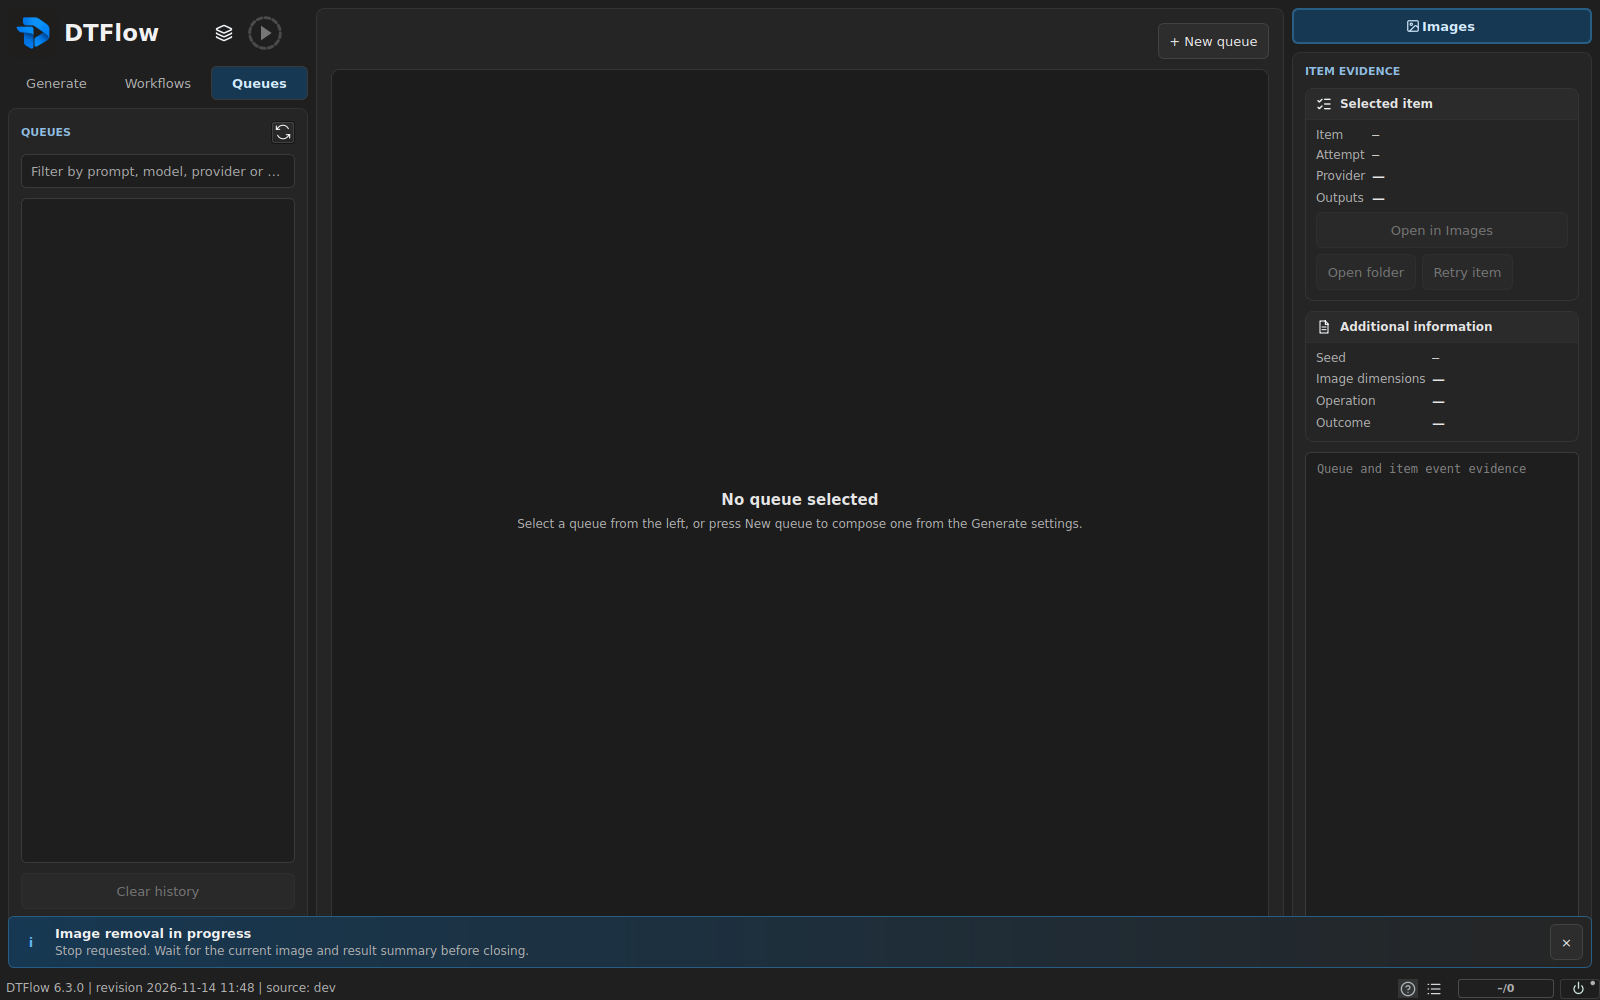 DTFlow
Generate
Workflows
Queues
QUEUES
Filter by prompt, model, provider or ...
Clear history
+ New queue
No queue selected
Select a queue from the left, or press New queue to compose one from the Generate settings.
Images
ITEM EVIDENCE
Selected item
Item –
Attempt –
Provider —
Outputs —
Open in Images
Open folder
Retry item
Additional information
Seed –
Image dimensions —
Operation —
Outcome —
Queue and item event evidence
i
Image removal in progress
Stop requested. Wait for the current image and result summary before closing.
×
DTFlow 6.3.0 | revision 2026-11-14 11:48 | source: dev
–/0